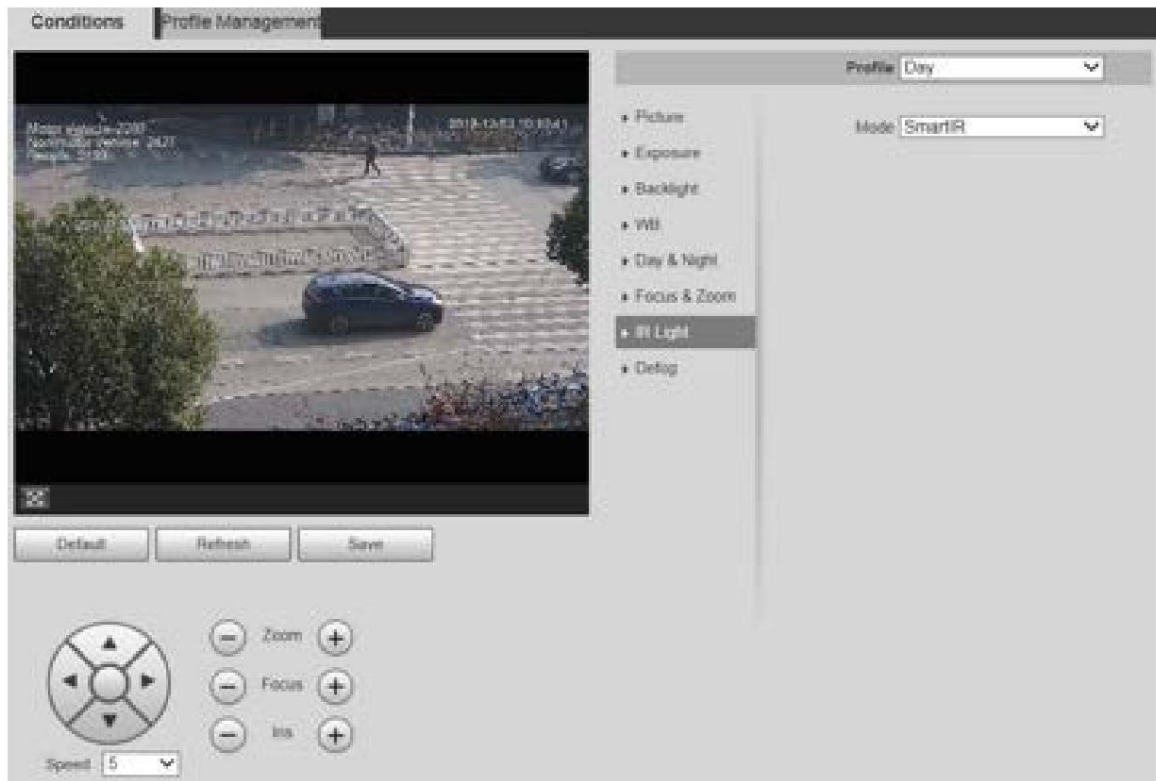 Conditions
Profile Management
Profile Day
Mode SmartIR
Picture
Exposure
Backlight
WB
Day & Night
Focus & Zoom
IR Light
Defog
People
Default
Refresh
Save
Zoom
Focus
Iris
Speed 5